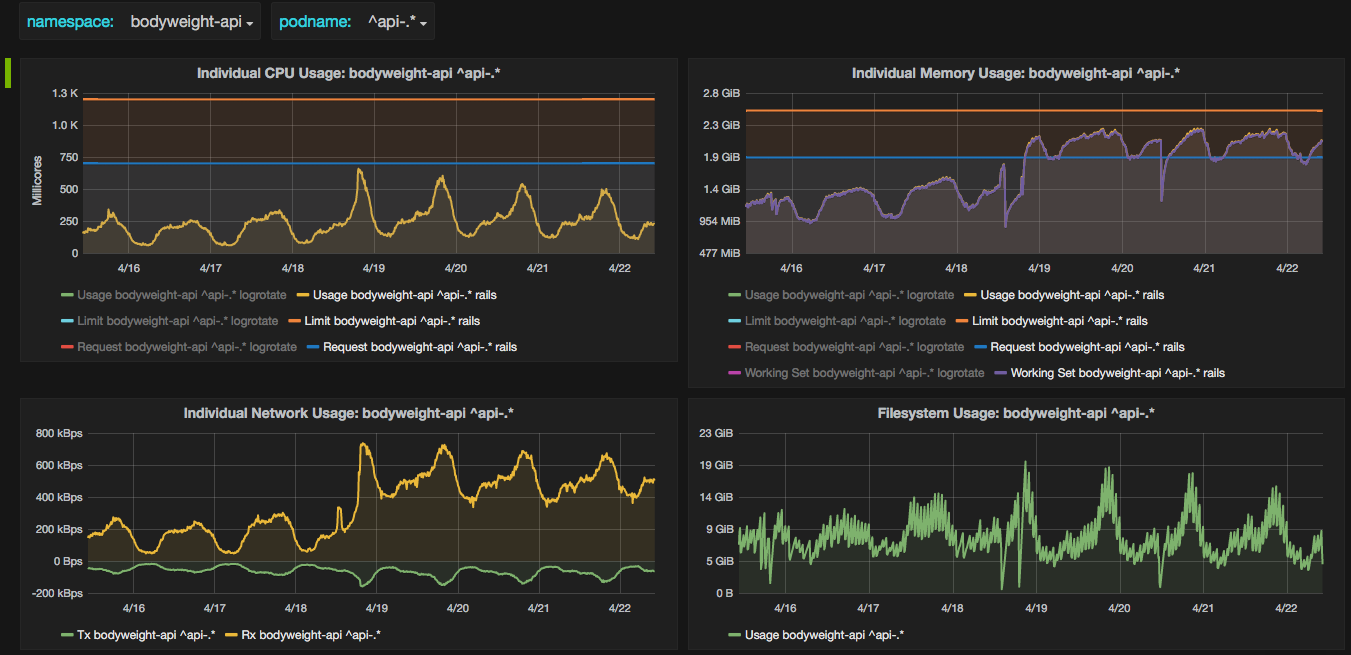 namespace: bodyweight-api podname: ^api-.*
Individual CPU Usage: bodyweight-api ^api-.*
1.3 K
1.0 K
750
500
250
0
Millicores
4/16 4/17 4/18 4/19 4/20 4/21 4/22
Usage bodyweight-api ^api-.* logrotate Usage bodyweight-api ^api-.* rails
Limit bodyweight-api ^api-.* logrotate Limit bodyweight-api ^api-.* rails
Request bodyweight-api ^api-.* logrotate Request bodyweight-api ^api-.* rails
Individual Memory Usage: bodyweight-api ^api-.*
2.8 GiB
2.3 GiB
1.9 GiB
1.4 GiB
954 MiB
477 MiB
4/16 4/17 4/18 4/19 4/20 4/21 4/22
Usage bodyweight-api ^api-.* logrotate Usage bodyweight-api ^api-.* rails
Limit bodyweight-api ^api-.* logrotate Limit bodyweight-api ^api-.* rails
Request bodyweight-api ^api-.* logrotate Request bodyweight-api ^api-.* rails
Working Set bodyweight-api ^api-.* logrotate Working Set bodyweight-api ^api-.* rails
Individual Network Usage: bodyweight-api ^api-.*
800 kBps
600 kBps
400 kBps
200 kBps
0 Bps
-200 kBps
4/16 4/17 4/18 4/19 4/20 4/21 4/22
Tx bodyweight-api ^api-.* Rx bodyweight-api ^api-.*
Filesystem Usage: bodyweight-api ^api-.*
23 GiB
19 GiB
14 GiB
9 GiB
5 GiB
0 B
4/16 4/17 4/18 4/19 4/20 4/21 4/22
Usage bodyweight-api ^api-.*